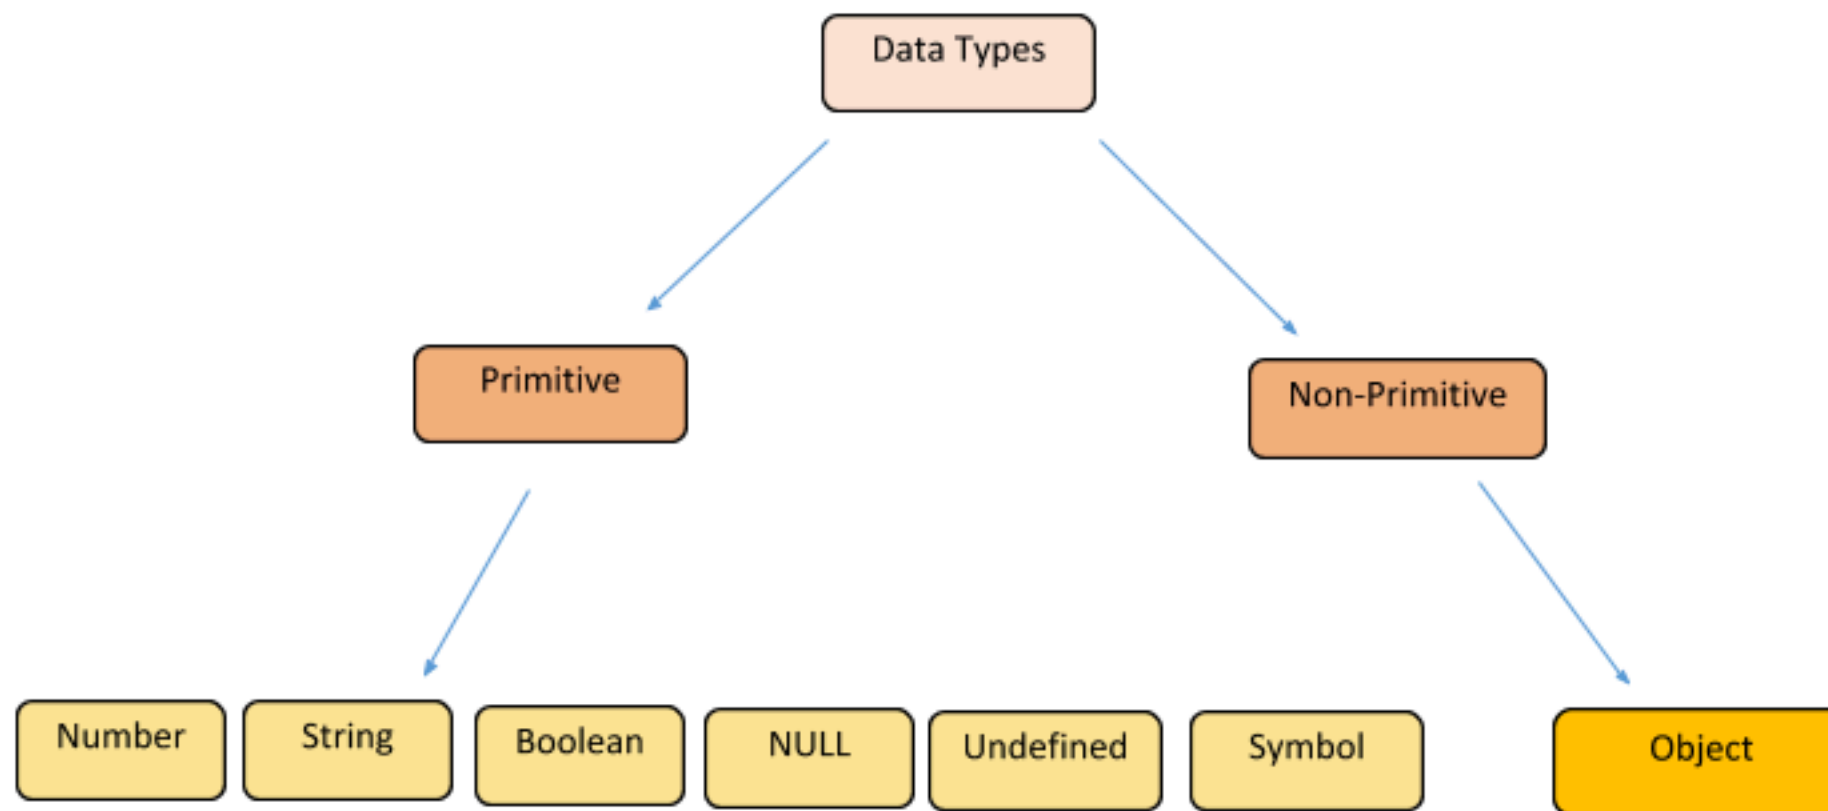 Data Types
Primitive
Non-Primitive
Number
String
Boolean
NULL
Undefined
Symbol
Object